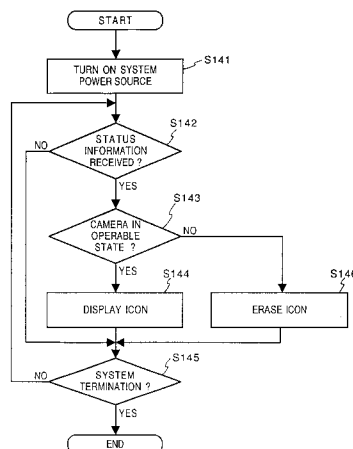 START
S141
TURN ON SYSTEM
POWER SOURCE
S142
STATUS
INFORMATION
RECEIVED ?
NO
YES
S143
CAMERA IN
OPERABLE
STATE ?
NO
YES
S144
DISPLAY ICON
S146
ERASE ICON
S145
SYSTEM
TERMINATION ?
NO
YES
END